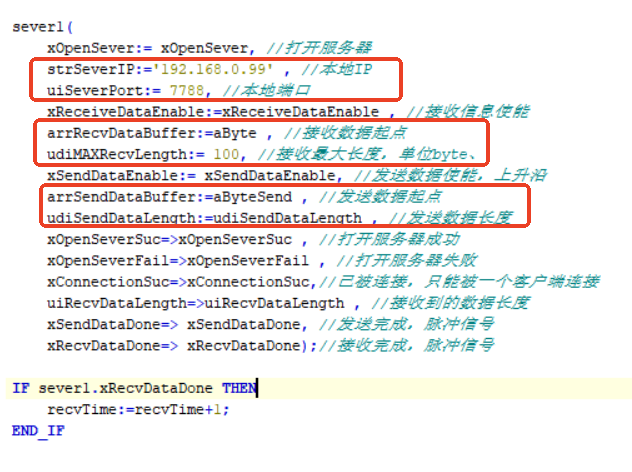 sever1(
xOpenSever:= xOpenSever, //打开服务器
strSeverIP:='192.168.0.99' , //本地IP
uiSeverPort:= 7788, //本地端口
xReceiveDataEnable:=xReceiveDataEnable , //接收信息使能
arrRecvDataBuffer:=aByte , //接收数据起点
udiMAXRecvLength:= 100, //接收最大长度，单位byte、
xSendDataEnable:= xSendDataEnable, //发送数据使能，上升沿
arrSendDataBuffer:=aByteSend , //发送数据起点
udiSendDataLength:=udiSendDataLength , //发送数据长度
xOpenSeverSuc=>xOpenSeverSuc , //打开服务器成功
xOpenSeverFail=>xOpenSeverFail , //打开服务器失败
xConnectionSuc=>xConnectionSuc,//已被连接，只能被一个客户端连接
uiRecvDataLength=>uiRecvDataLength , //接收到的数据长度
xSendDataDone=> xSendDataDone, //发送完成，脉冲信号
xRecvDataDone=> xRecvDataDone);//接收完成，脉冲信号
IF sever1.xRecvDataDone THEN
recvTime:=recvTime+1;
END_IF